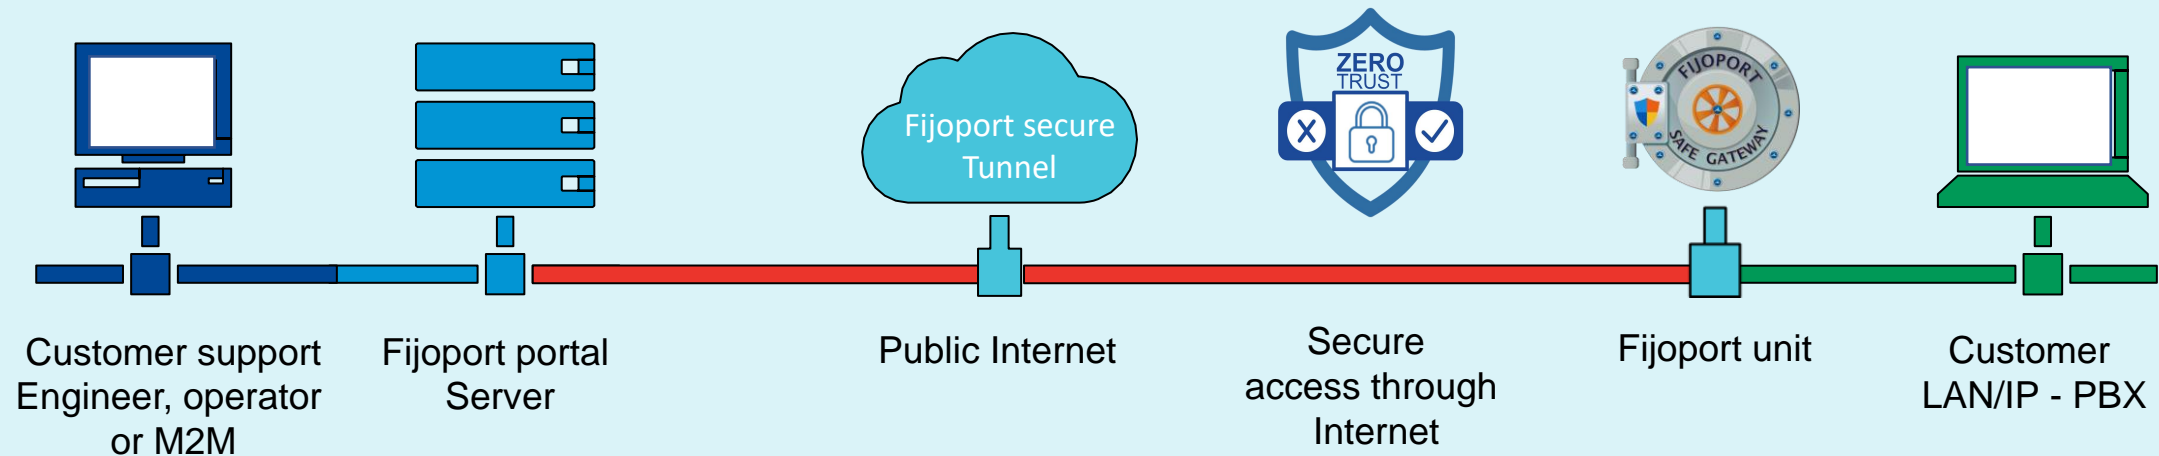 ZERO
TRUST
X
FIJOPORT
SAFE GATEWAY
Fijoport secure
Tunnel
Customer support
Engineer, operator
or M2M
Fijoport portal
Server
Public Internet
Secure
access through
Internet
Fijoport unit
Customer
LAN/IP - PBX